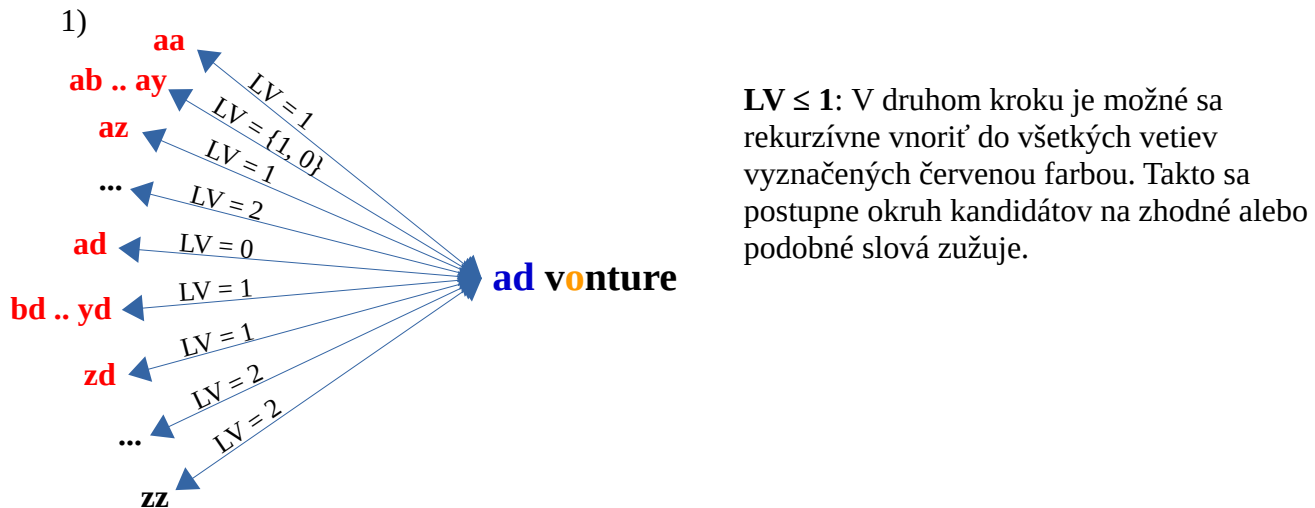 1)
aa
LV = 1
ab .. ay
LV = {1, 0}
az
LV = 1
...
LV = 2
ad
LV = 0
ad vonture
bd .. yd
LV = 1
zd
LV = 1
...
LV = 2
zz
LV = 2
LV ≤ 1: V druhom kroku je možné sa
rekurzívne vnoriť do všetkých vetiev
vyznačených červenou farbou. Takto sa
postupne okruh kandidátov na zhodné alebo
podobné slová zužuje.